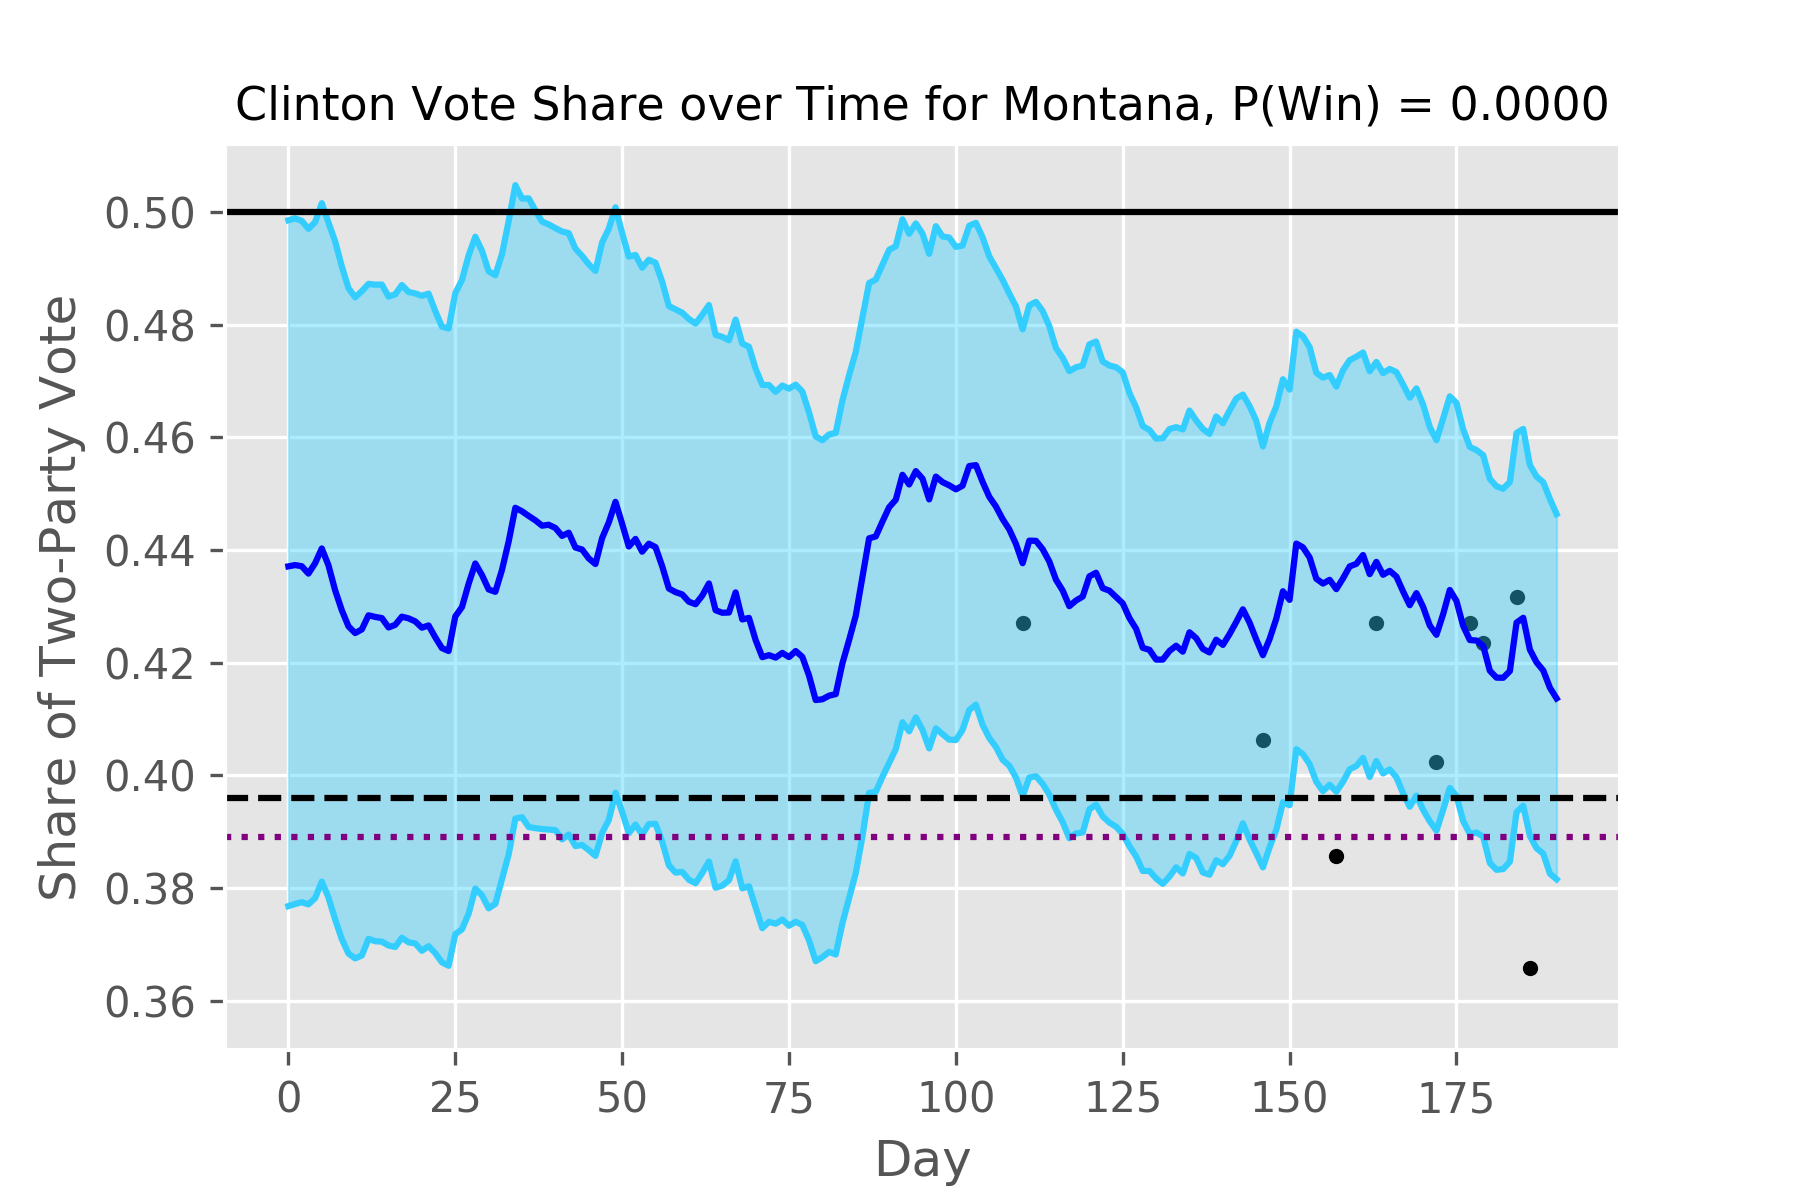 Clinton Vote Share over Time for Montana, P(Win) = 0.0000
Share of Two-Party Vote
0.50
0.48
0.46
0.44
0.42
0.40
0.38
0.36
0 25 50 75 100 125 150 175
Day